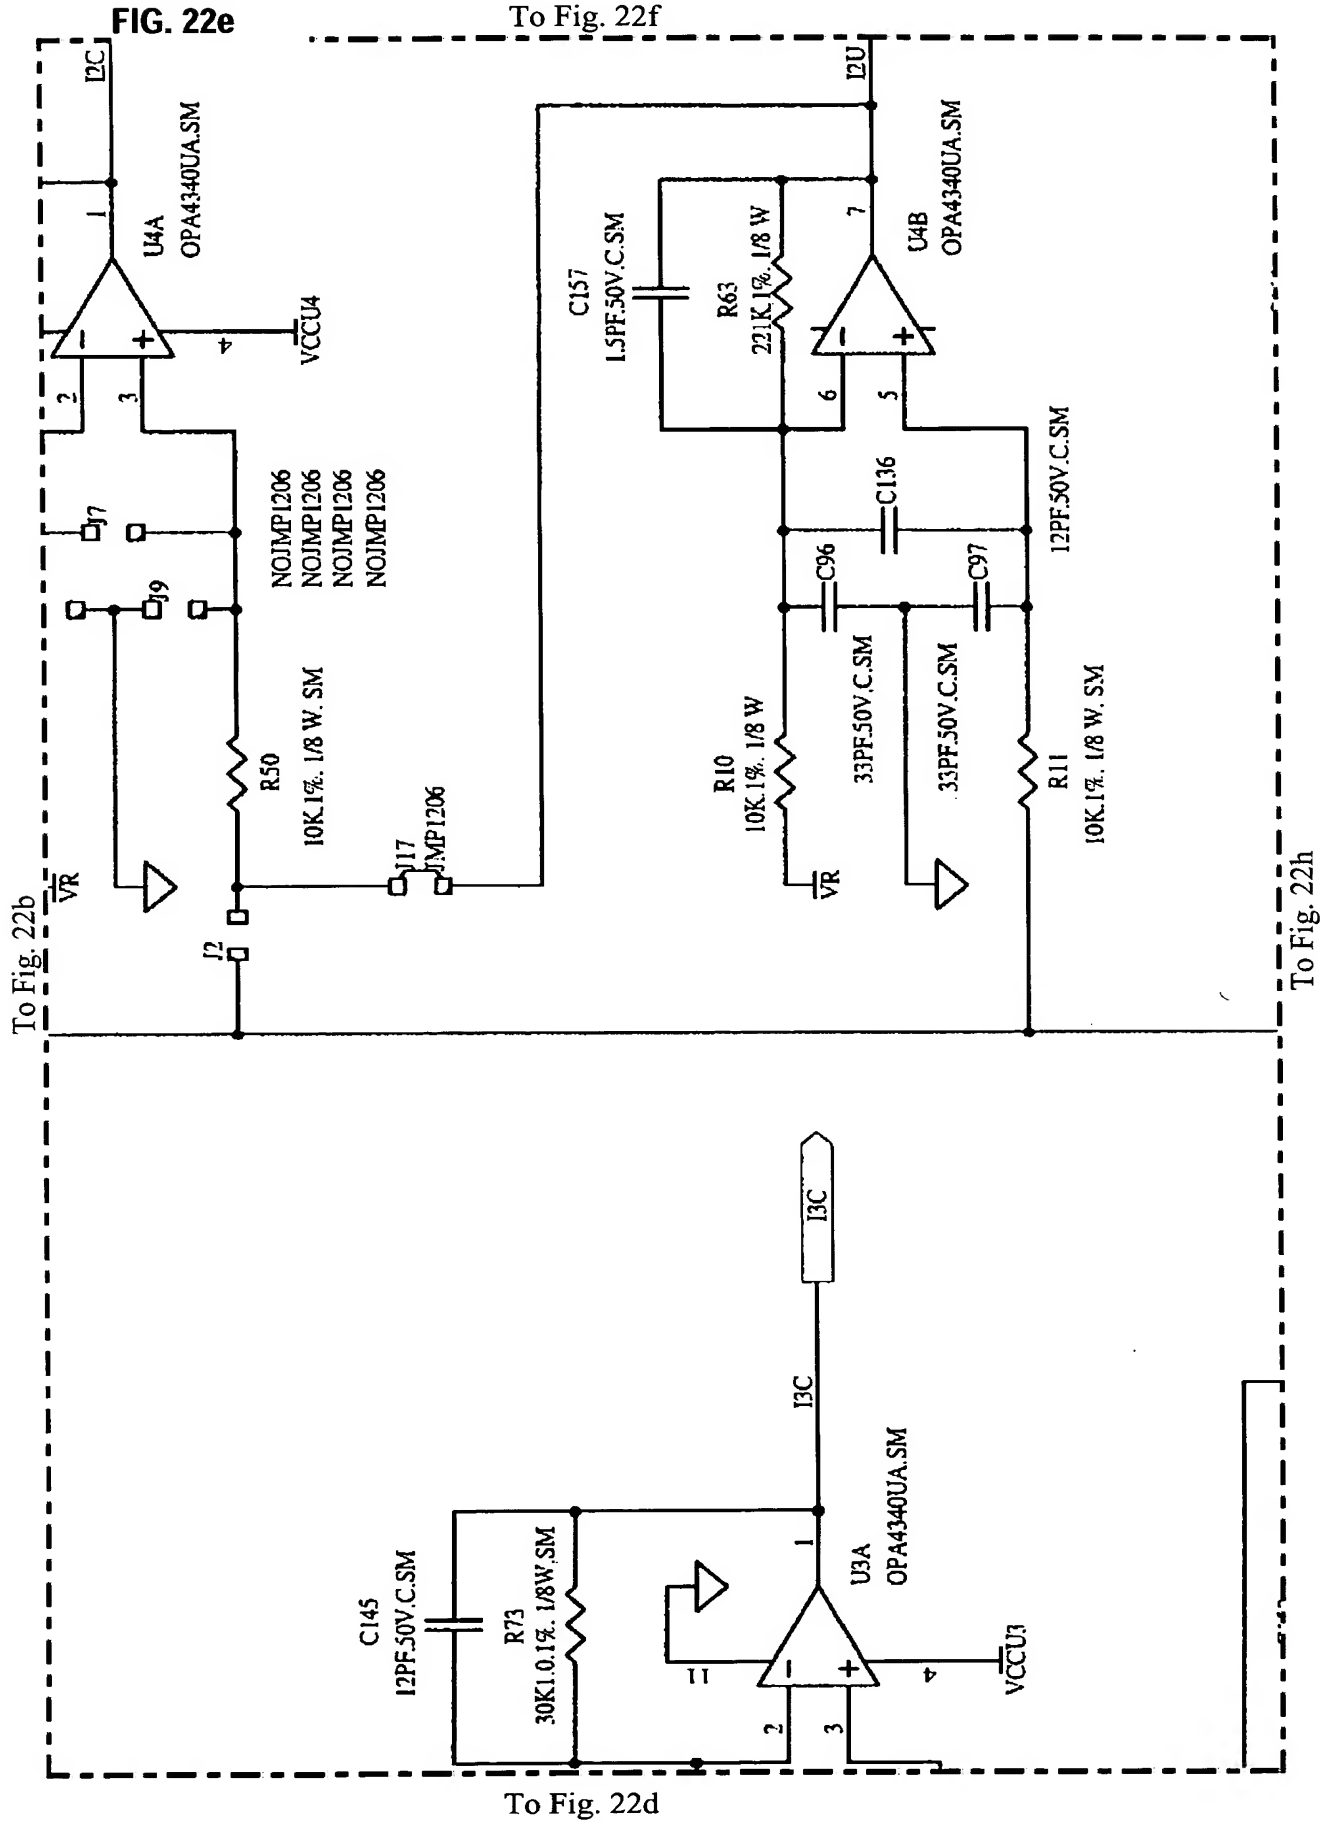 FIG. 22e
To Fig. 22f
I2C
1
U4A
OPA4340UA.SM
2
3
4
VCCU4
J7
J9
NOJMP1206
NOJMP1206
NOJMP1206
NOJMP1206
R50
10K.1%. 1/8 W. SM
VR
J2
J17
JMP1206
To Fig. 22b
I2U
7
U4B
OPA4340UA.SM
C157
1.5PF.50V.C.SM
R63
221K.1%. 1/8 W
6
5
C136
12PF.50V.C.SM
C96
C97
33PF.50V.C.SM
33PF.50V.C.SM
R10
10K.1%. 1/8 W
VR
R11
10K.1%. 1/8 W. SM
To Fig. 22h
I3C
I3C
1
U3A
OPA4340UA.SM
C145
12PF.50V.C.SM
R73
30K1.0.1%. 1/8W.SM
11
2
3
4
VCCU3
To Fig. 22d